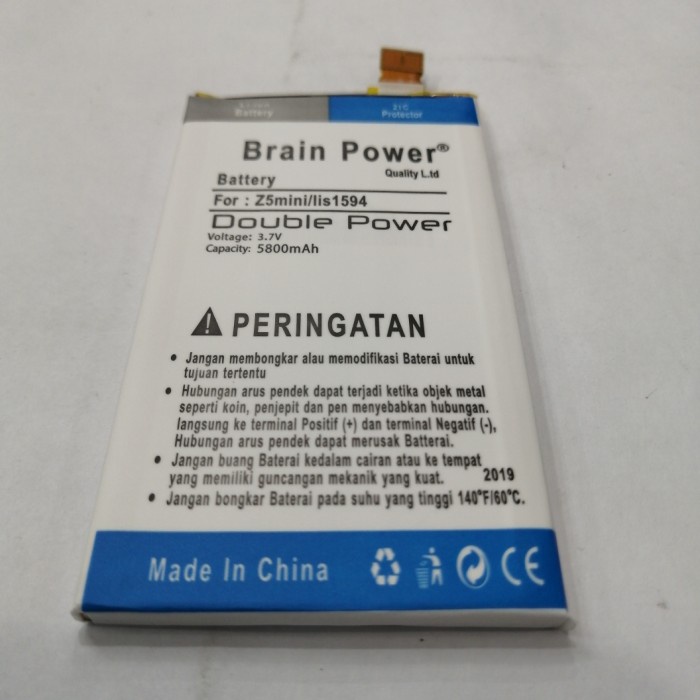 Battery
Protector
Brain Power®
Quality L.td
Battery
For : Z5mini/lis1594
Double Power
Voltage: 3.7V
Capacity: 5800mAh
PERINGATAN
• Jangan membongkar alau memodifikasi Baterai untuk
tujuan tertentu
• Hubungan arus pendek dapat terjadi ketika objek metal
seperti koin, penjepit dan pen menyebabkan hubungan.
langsung ke terminal Positif (+) dan terminal Negatif (-),
Hubungan arus pendek dapat merusak Batterai.
• Jangan buang Baterai kedalam cairan atau ke tempat
yang memiliki guncangan mekanik yang kuat. 2019
• Jangan bongkar Baterai pada suhu yang tinggi 140°F/60°C.
Made In China
CE